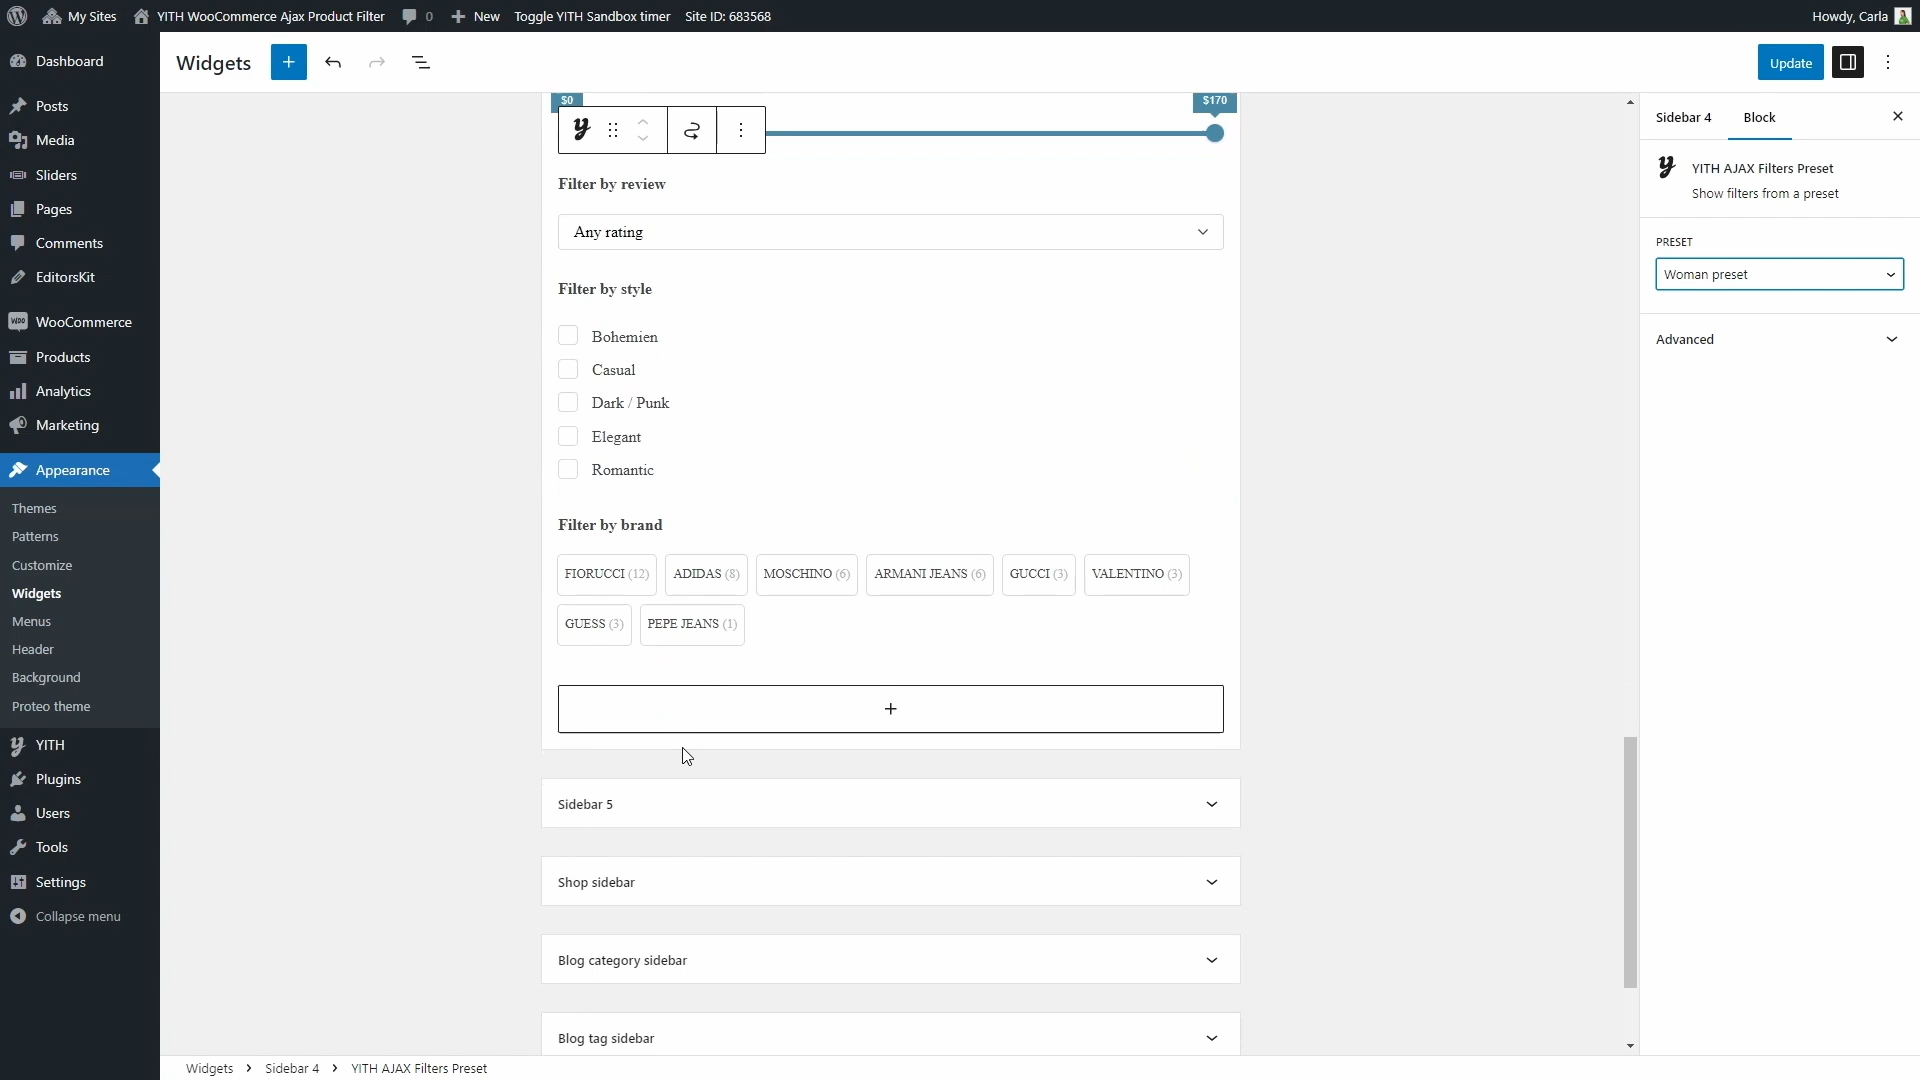 My Sites YITH WooCommerce Ajax Product Filter 0 New Toggle YITH Sandbox timer Site ID: 683568 Howdy, Carla
Dashboard
Posts
Media
Sliders
Pages
Comments
EditorsKit
WooCommerce
Products
Analytics
Marketing
Appearance
Themes
Patterns
Customize
Widgets
Menus
Header
Background
Proteo theme
YITH
Plugins
Users
Tools
Settings
Collapse menu
Widgets
Update
$0 $170
Filter by review
Any rating
Filter by style
Bohemien
Casual
Dark / Punk
Elegant
Romantic
Filter by brand
FIORUCCI (12) ADIDAS (8) MOSCHINO (6) ARMANI JEANS (6) GUCCI (3) VALENTINO (3)
GUESS (3) PEPE JEANS (1)
Sidebar 5
Shop sidebar
Blog category sidebar
Blog tag sidebar
Sidebar 4 Block
YITH AJAX Filters Preset
Show filters from a preset
PRESET
Woman preset
Advanced
Widgets > Sidebar 4 > YITH AJAX Filters Preset